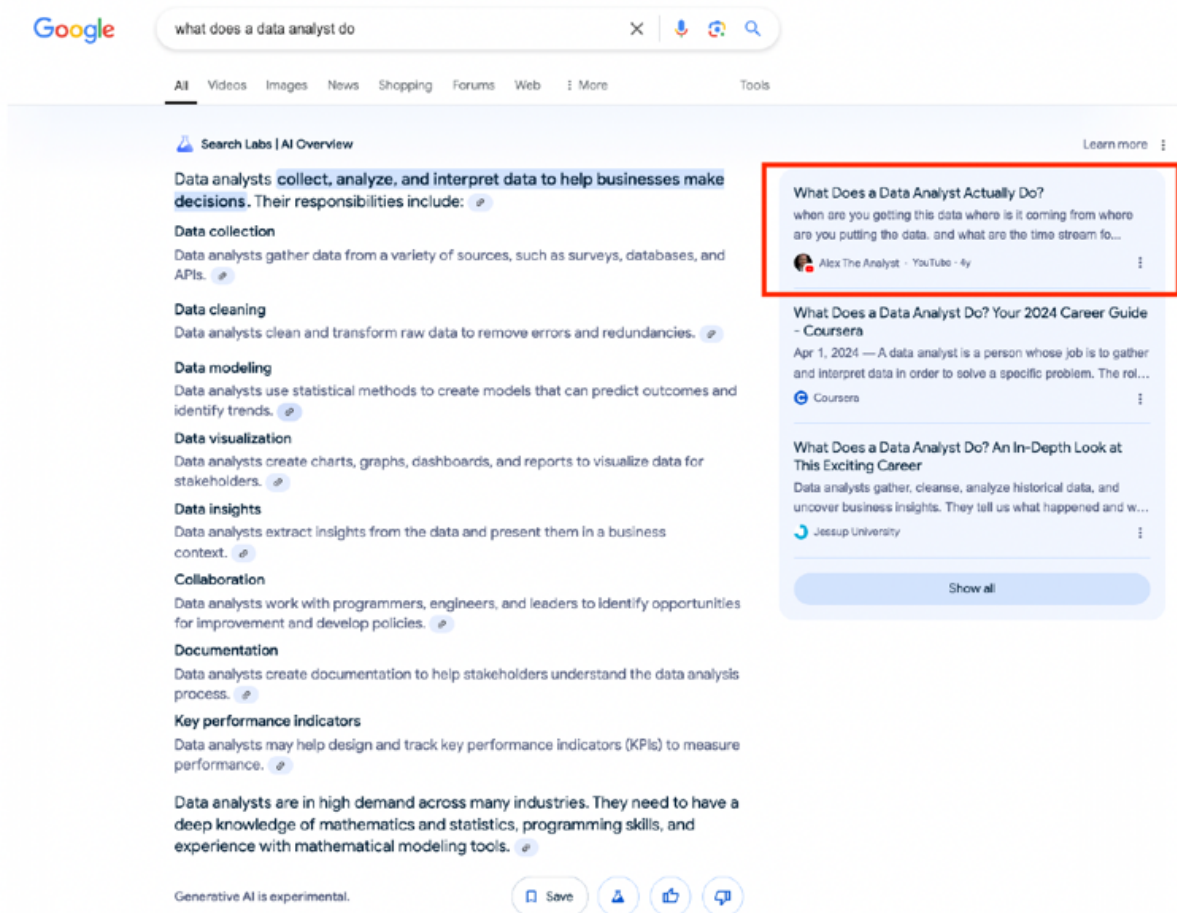 Google
what does a data analyst do
All Videos Images News Shopping Forums Web More Tools
Search Labs | AI Overview
Learn more
Data analysts collect, analyze, and interpret data to help businesses make
decisions. Their responsibilities include:
Data collection
Data analysts gather data from a variety of sources, such as surveys, databases, and
APIs.
Data cleaning
Data analysts clean and transform raw data to remove errors and redundancies.
Data modeling
Data analysts use statistical methods to create models that can predict outcomes and
identify trends.
Data visualization
Data analysts create charts, graphs, dashboards, and reports to visualize data for
stakeholders.
Data insights
Data analysts extract insights from the data and present them in a business
context.
Collaboration
Data analysts work with programmers, engineers, and leaders to identify opportunities
for improvement and develop policies.
Documentation
Data analysts create documentation to help stakeholders understand the data analysis
process.
Key performance indicators
Data analysts may help design and track key performance indicators (KPIs) to measure
performance.
Data analysts are in high demand across many industries. They need to have a
deep knowledge of mathematics and statistics, programming skills, and
experience with mathematical modeling tools.
Generative AI is experimental.
Save
What Does a Data Analyst Actually Do?
when are you getting this data where is it coming from where
are you putting the data. and what are the time stream fo...
Alex The Analyst · YouTube · 4y
What Does a Data Analyst Do? Your 2024 Career Guide
- Coursera
Apr 1, 2024 — A data analyst is a person whose job is to gather
and interpret data in order to solve a specific problem. The rol...
Coursera
What Does a Data Analyst Do? An In-Depth Look at
This Exciting Career
Data analysts gather, cleanse, analyze historical data, and
uncover business insights. They tell us what happened and w...
Jessup University
Show all